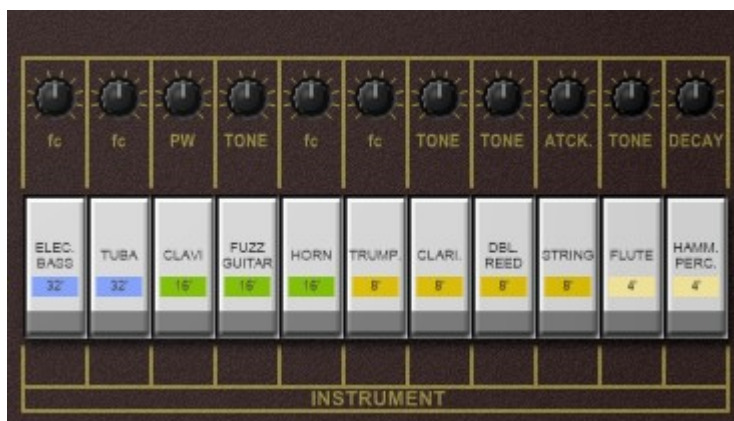 fc fc PW TONE fc fc TONE TONE ATCK. TONE DECAY
ELEC. BASS
32'
TUBA
32'
CLAVI
16'
FUZZ
GUITAR
16'
HORN
16'
TRUMP.
8'
CLARI.
8'
DBL.
REED
8'
STRING
8'
FLUTE
4'
HAMM.
PERC.
4'
INSTRUMENT